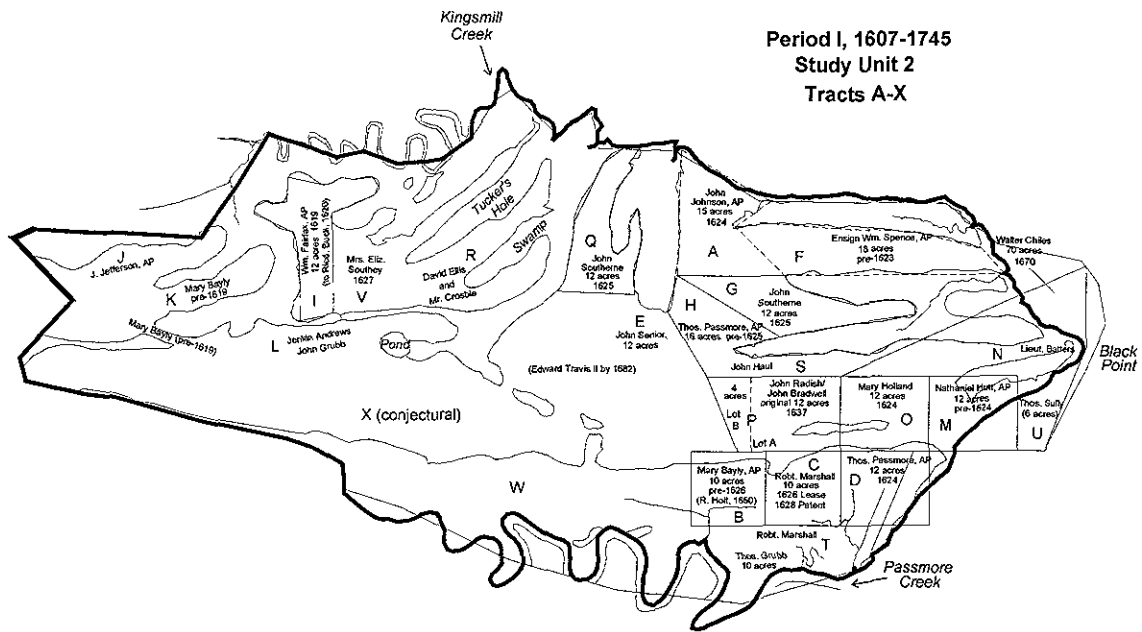 Kingsmill
Creek
Period I, 1607-1745
Study Unit 2
Tracts A-X
J
J. Jefferson, AP
K
Mary Bayly
pre-1619
Mary Bayly (pre-1619)
Wm. Fairfax, AP
12 acres 1619
(to Richd. Buck, 1620)
I
Mrs. Eliz.
Southey
1627
V
L
Jenkin Andrews
John Grubb
Pond
Tucker's
Hole
Swamp
R
David Ellis
and
Mr. Crosbie
Q
John
Southerne
12 acres
1625
E
John Senior,
12 acres
(Edward Travis II by 1682)
John
Johnson, AP
15 acres
1624
A
F
Ensign Wm. Spence, AP
18 acres
pre-1623
Walter Chiles
70 acres
1670
G
John
Southerne
12 acres
1625
H
Thos. Passmore, AP
16 acres pre-1625
John Haul
S
N
Lieut. Batters
Black
Point
4
acres
Lot
B
P
John Radish/
John Bradwell
original 12 acres
1637
Lot A
Mary Holland
12 acres
1624
O
Nathaniel Hutt, AP
12 acres
pre-1624
M
Thos. Sully
(6 acres)
U
X (conjectural)
W
Mary Bayly, AP
10 acres
pre-1626
(R. Holt, 1650)
B
C
Robt. Marshall
10 acres
1626 Lease
1628 Patent
Thos. Passmore, AP
12 acres
1624
D
Robt. Marshall
T
Thos. Grubb
10 acres
Passmore
Creek